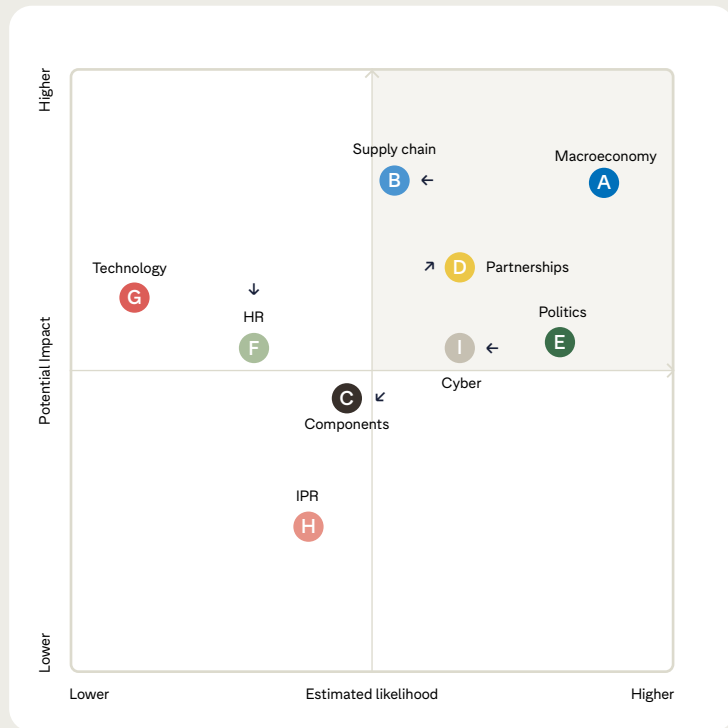 Higher
Supply chain
Macroeconomy
B
A
Technology
D
Partnerships
G
HR
Politics
F
I
E
Potential Impact
Cyber
C
Components
IPR
H
Lower
Lower
Estimated likelihood
Higher